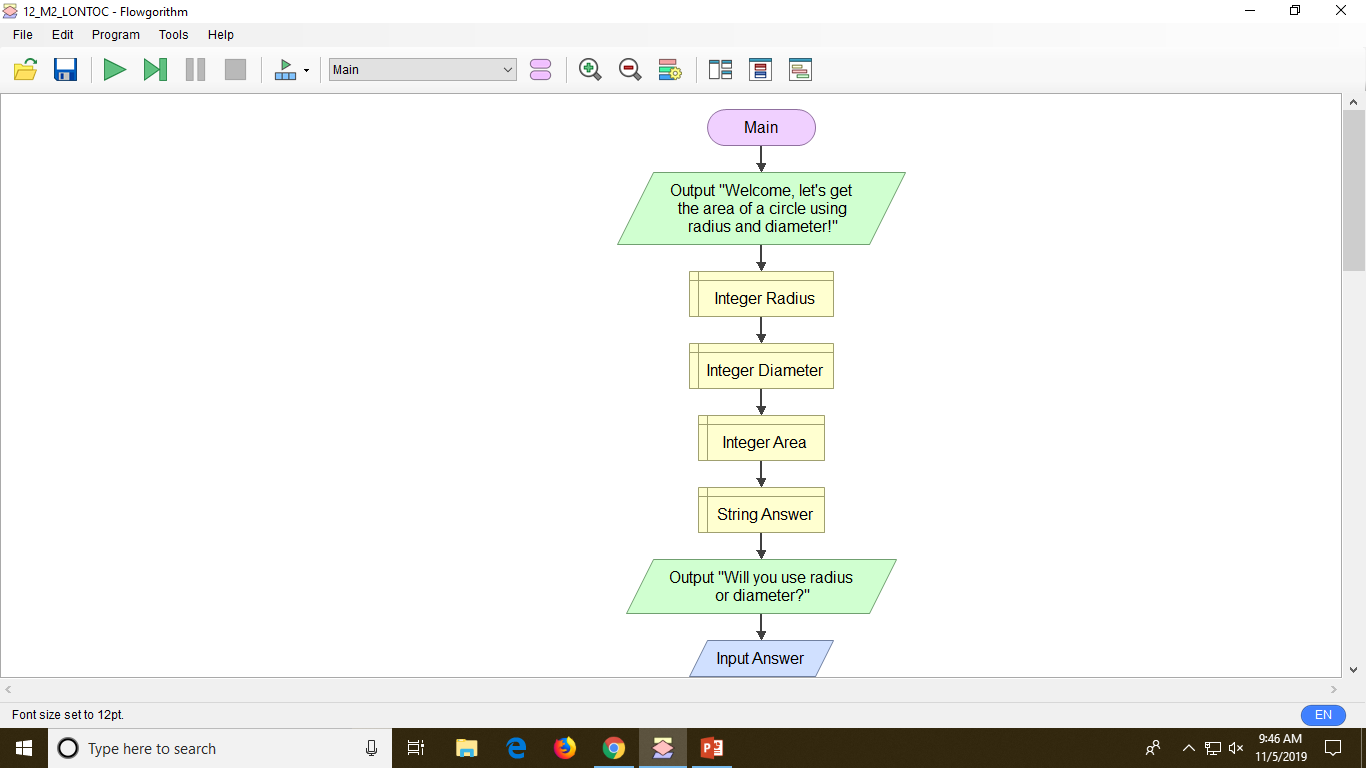 12_M2_LONTOC - Flowgorithm
File Edit Program Tools Help
Main
Main
Output "Welcome, let's get
the area of a circle using
radius and diameter!"
Integer Radius
Integer Diameter
Integer Area
String Answer
Output "Will you use radius
or diameter?"
Input Answer
Font size set to 12pt.
EN
Type here to search
9:46 AM
11/5/2019